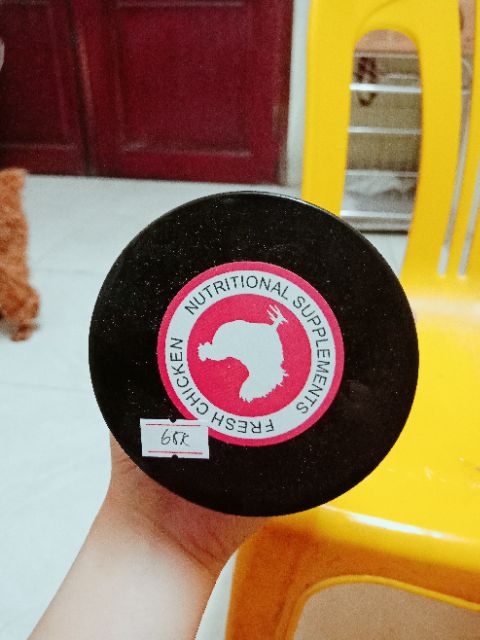 NUTRITIONAL SUPPLEMENTS
FRESH CHICKEN
65K